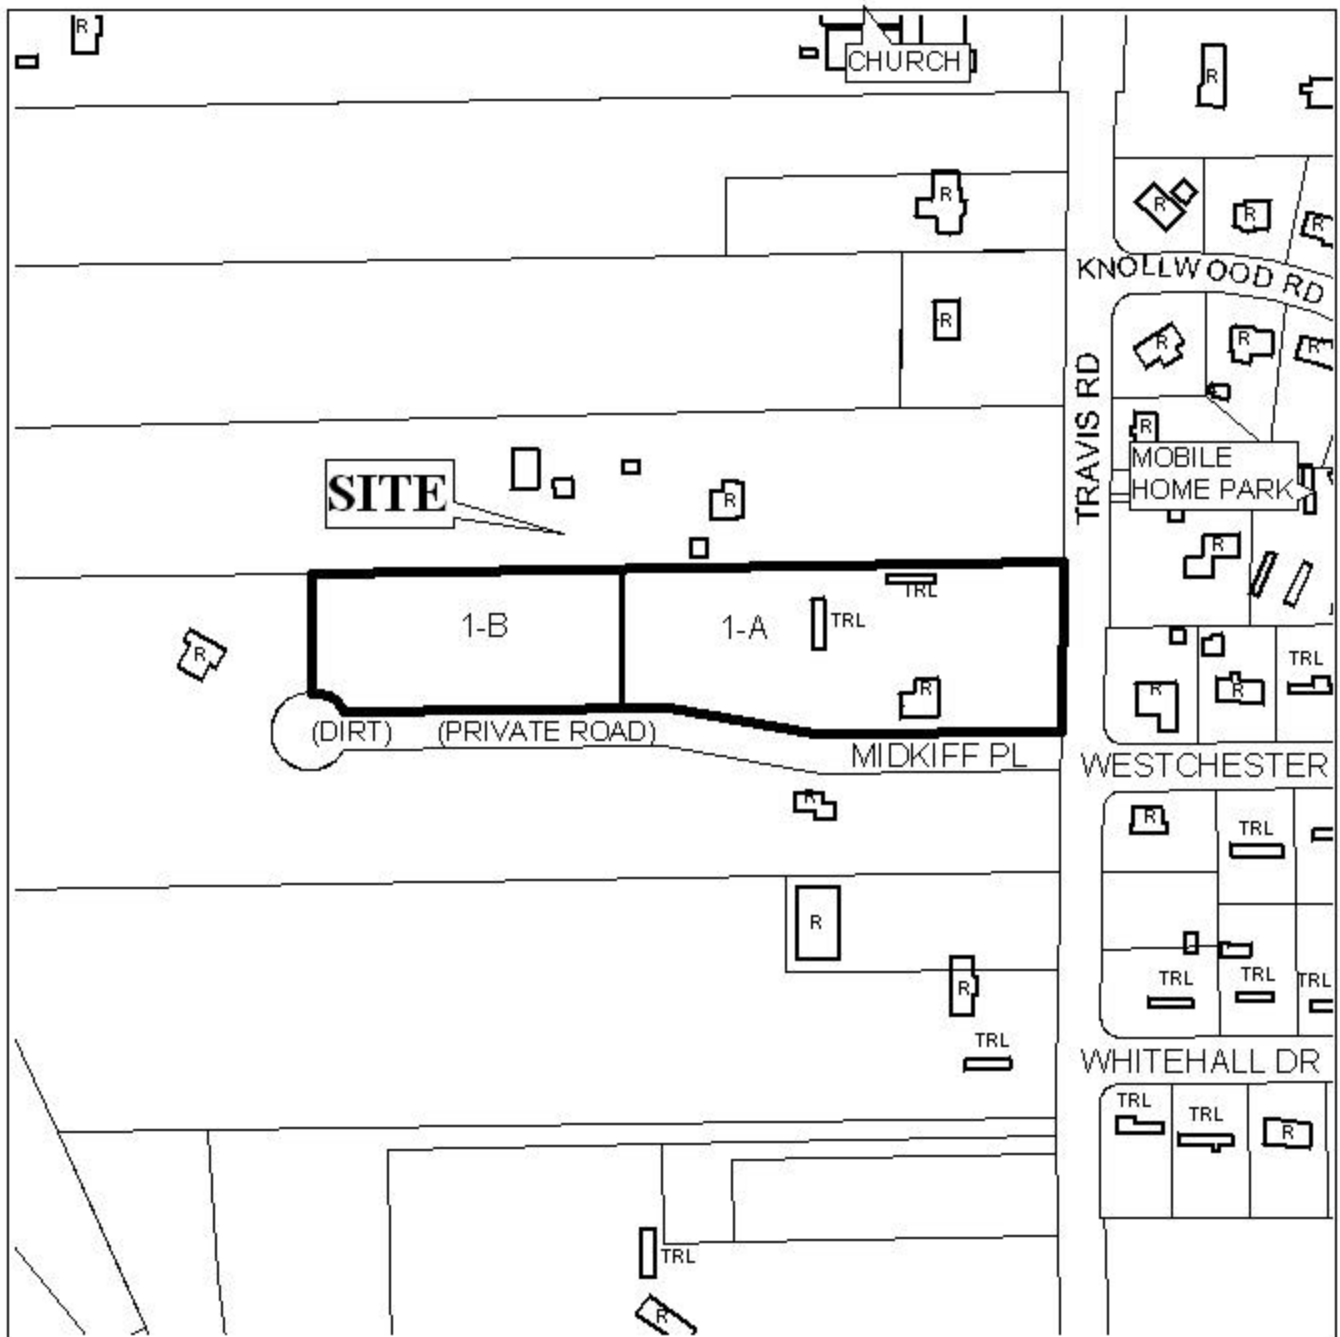 R
CHURCH
R
R
R
R
R
KNOLLWOOD RD
R
R
R
R
TRAVIS RD
R
MOBILE
HOME PARK
SITE
R
R
TRL
1-B
1-A
TRL
R
TRL
R
R
R
(DIRT)
(PRIVATE ROAD)
MIDKIFF PL
WESTCHESTER
R
R
TRL
R
R
TRL
TRL
TRL
TRL
WHITEHALL DR
TRL
TRL
R
TRL
R